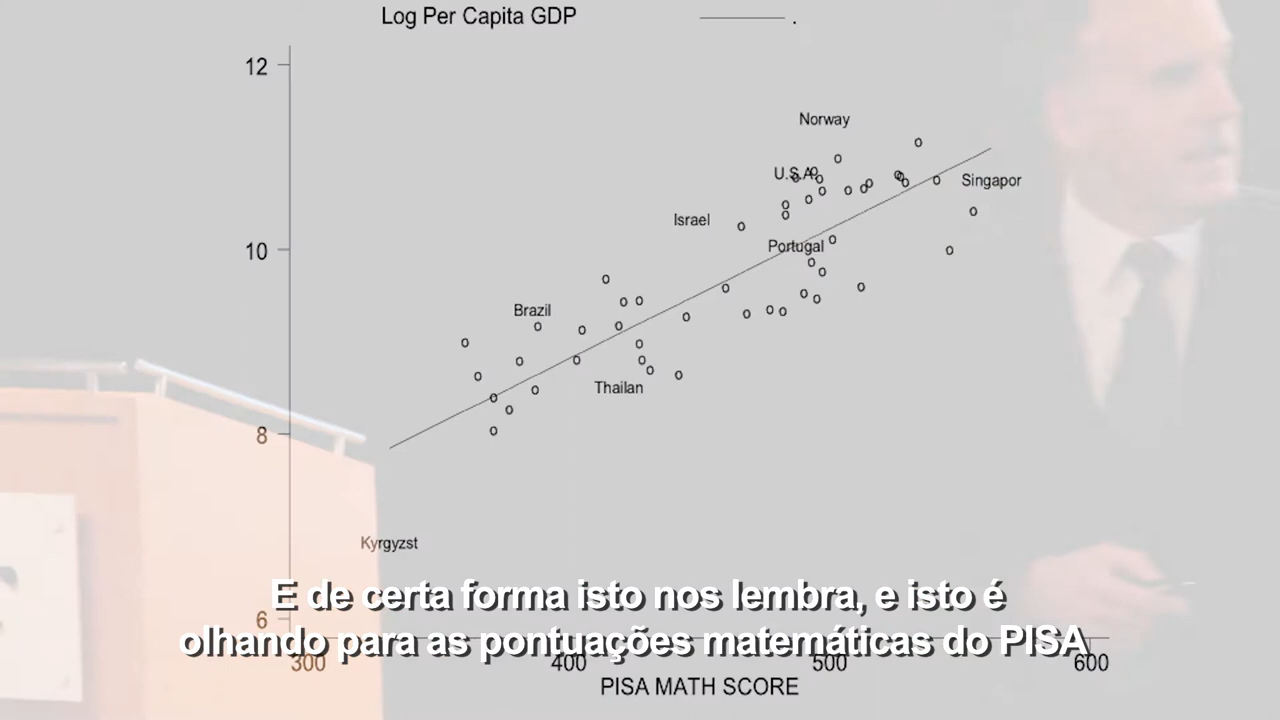 Log Per Capita GDP .
12
Norway
U.S.A.
Singapor
Israel
Portugal
10
Brazil
Thailan
8
Kyrgyzst
E de certa forma isto nos lembra, e isto é
6
olhando para as pontuações matemáticas do PISA
300 400 500 600
PISA MATH SCORE